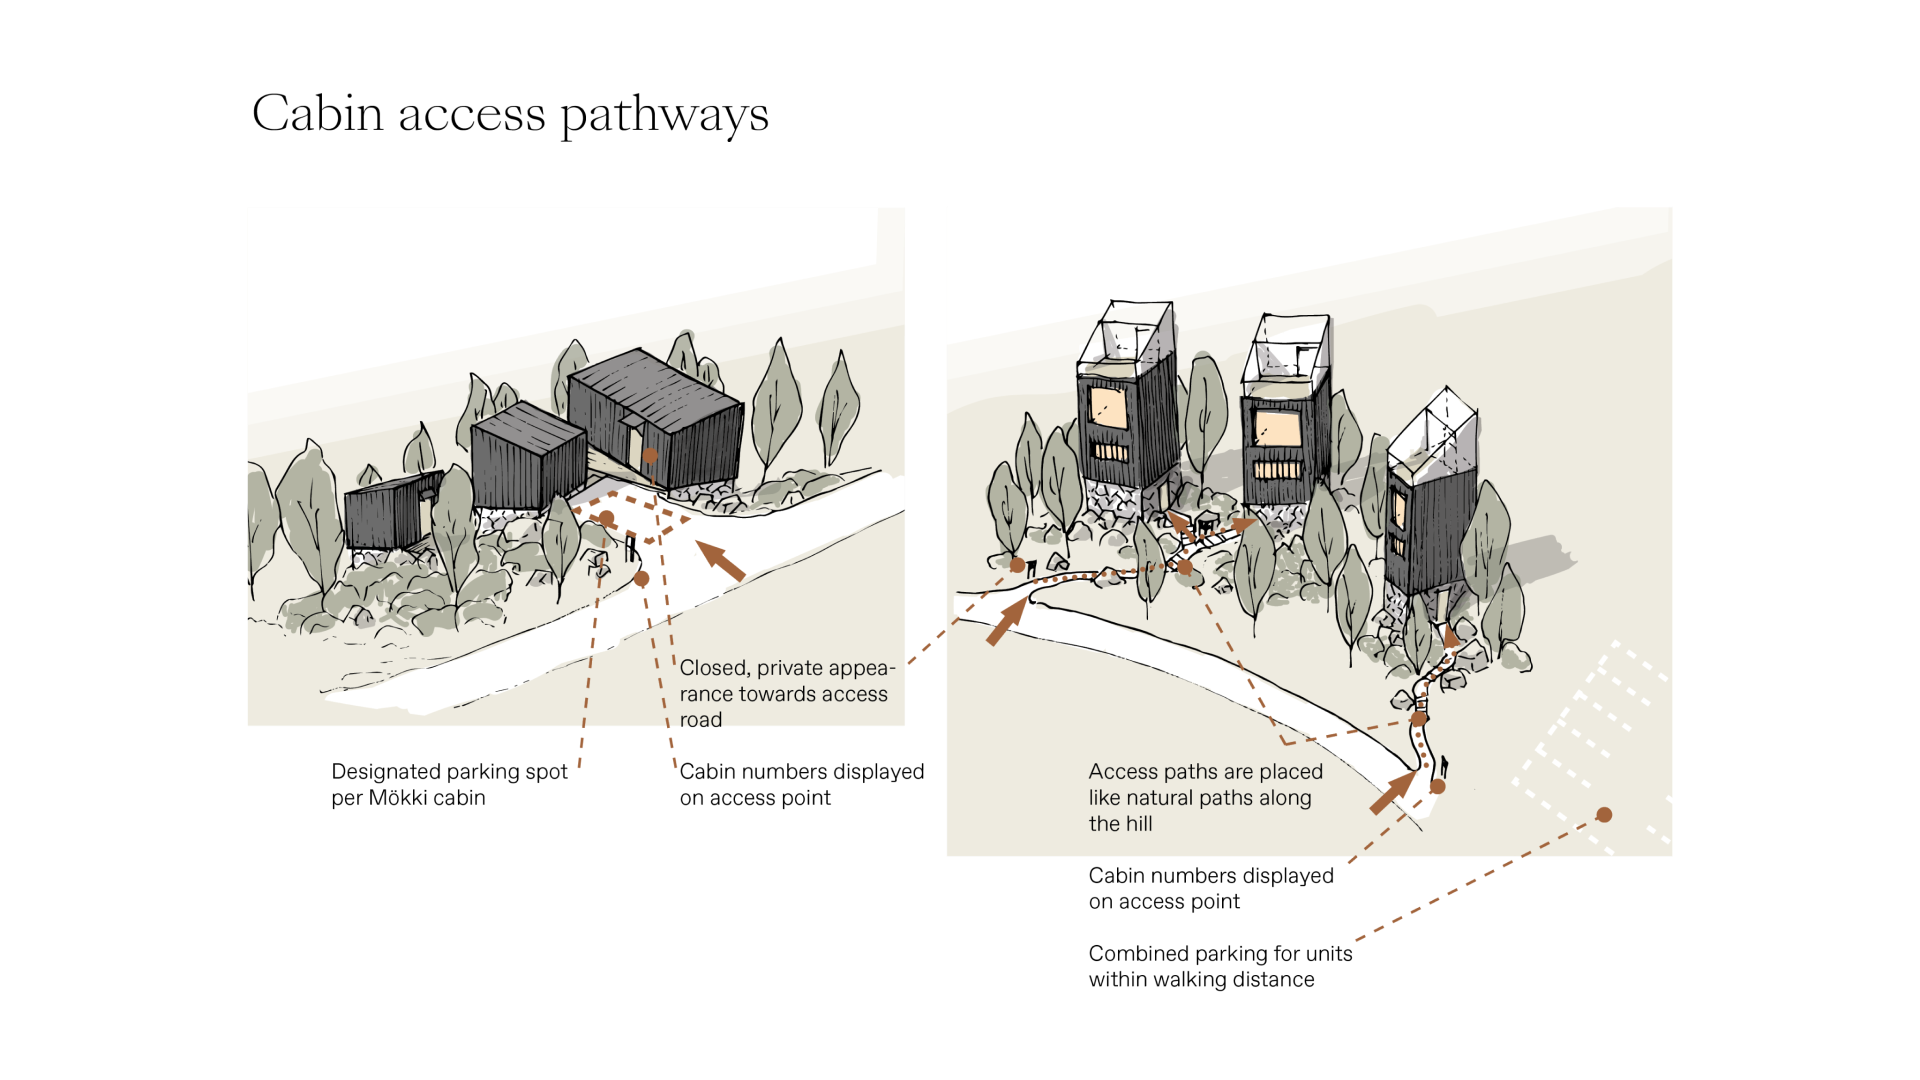 Cabin access pathways
Closed, private appea-
rance towards access
road
Designated parking spot
per Mökki cabin
Cabin numbers displayed
on access point
Access paths are placed
like natural paths along
the hill
Cabin numbers displayed
on access point
Combined parking for units
within walking distance